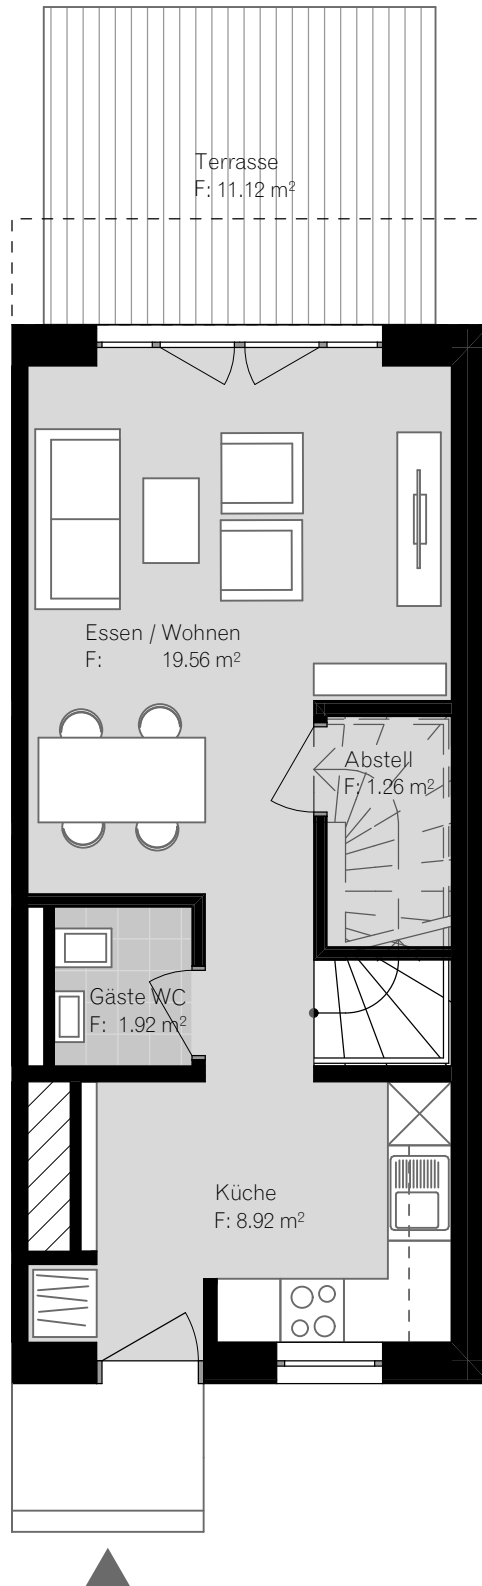 Terrasse
F: 11.12 m²
Essen / Wohnen
F: 19.56 m²
Abstell
F: 1.26 m²
Gäste WC
F: 1.92 m²
Küche
F: 8.92 m²